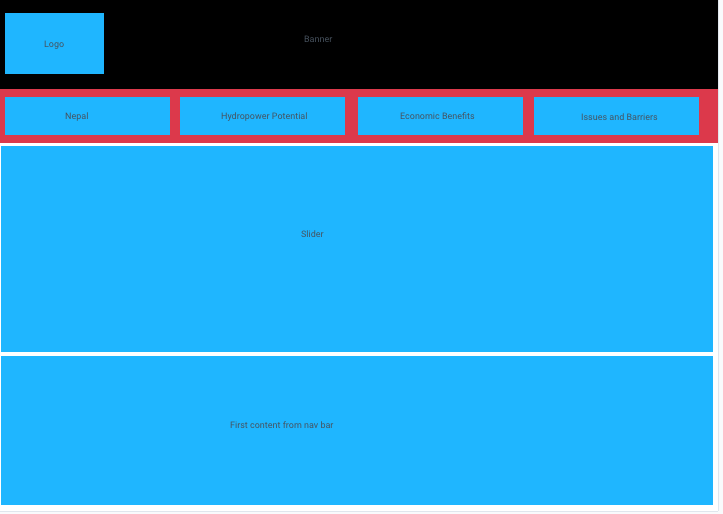 Logo
Banner
Nepal
Hydropower Potential
Economic Benefits
Issues and Barriers
Slider
First content from nav bar